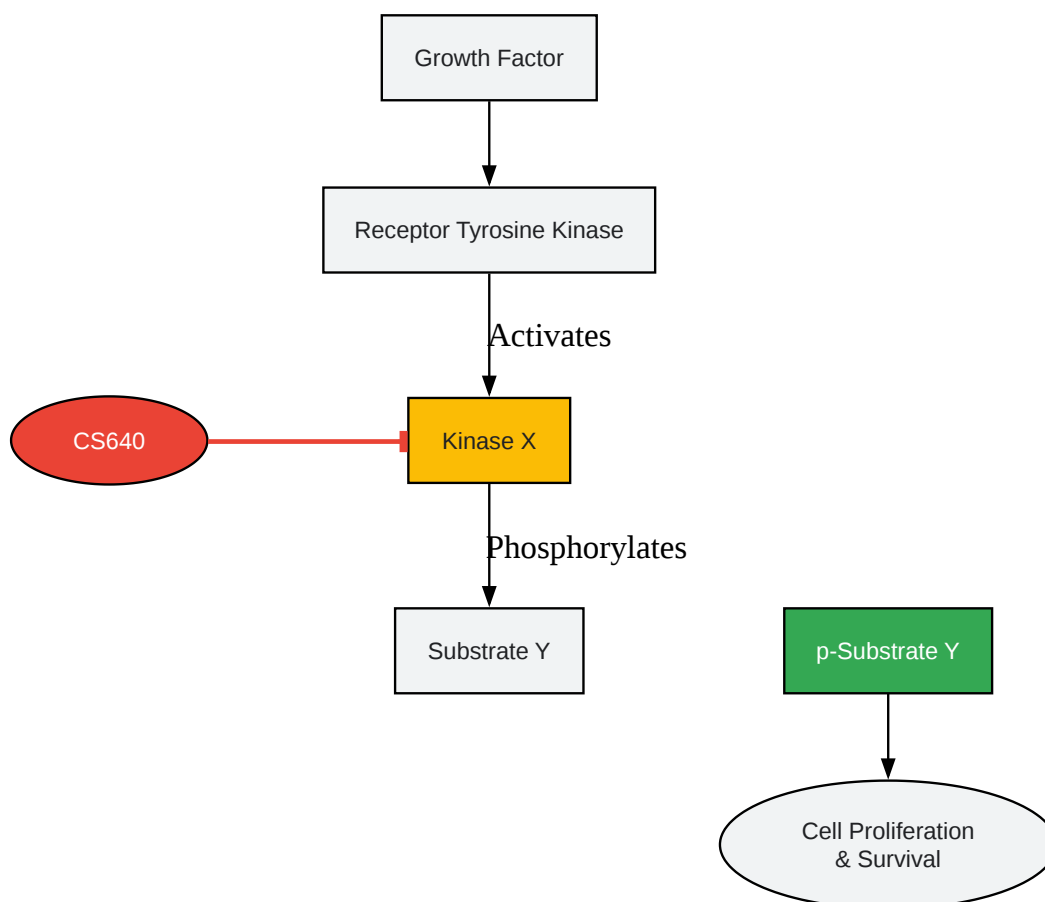 Growth Factor
Receptor Tyrosine Kinase
Activates
CS640
Kinase X
Phosphorylates
Substrate Y
p-Substrate Y
Cell Proliferation
& Survival